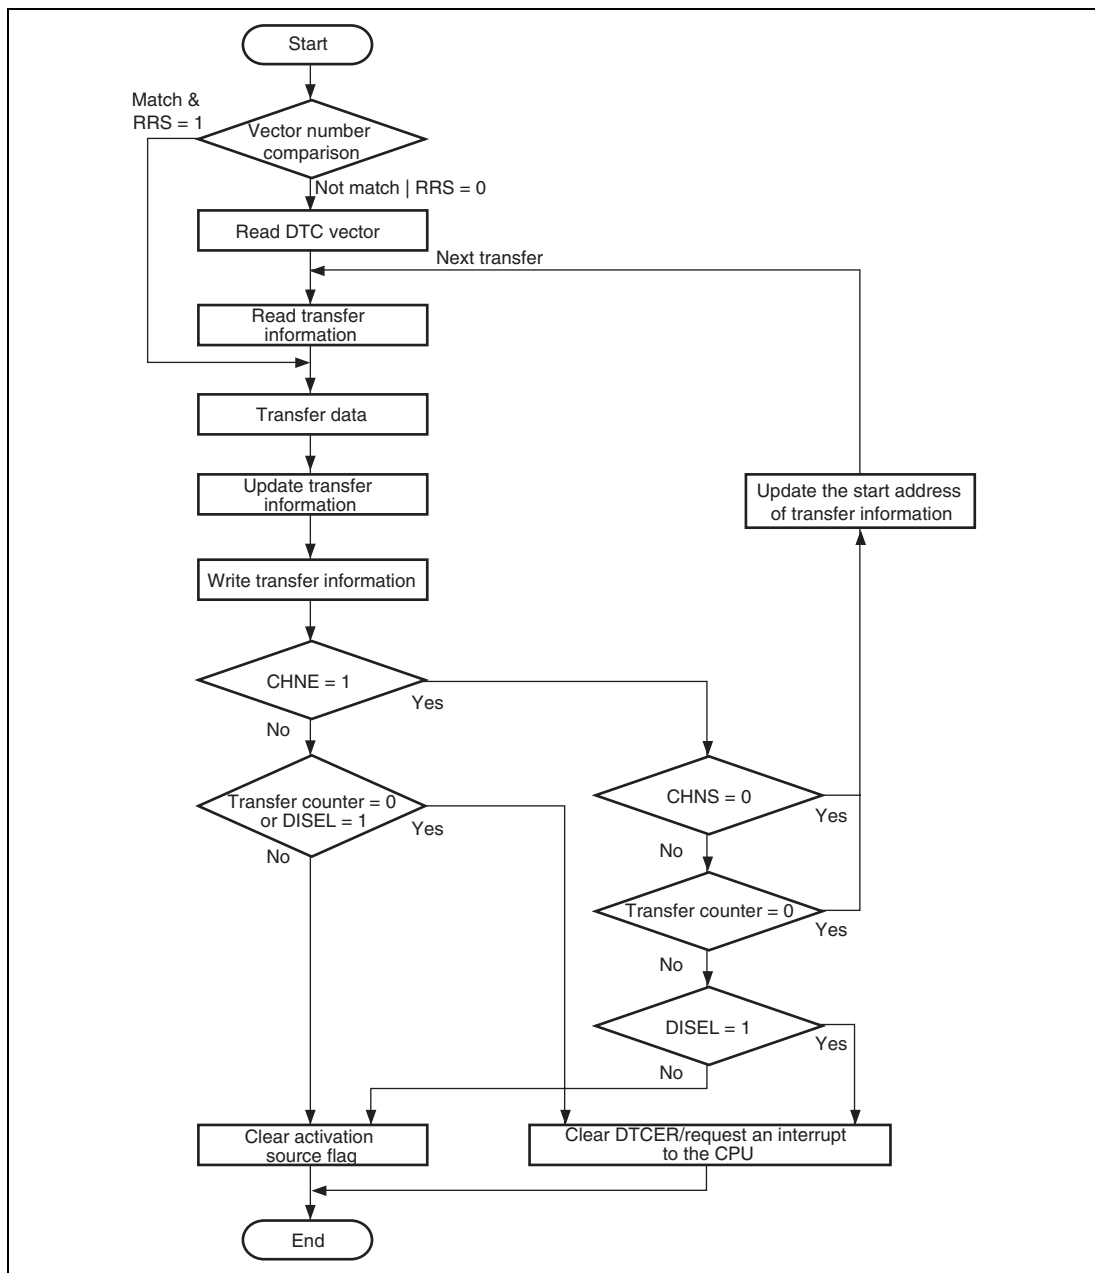 Start
Match &
RRS = 1
Vector number
comparison
Not match | RRS = 0
Read DTC vector
Next transfer
Read transfer
information
Transfer data
Update transfer
information
Update the start address
of transfer information
Write transfer information
CHNE = 1
Yes
No
Transfer counter = 0
or DISEL = 1
Yes
No
CHNS = 0
Yes
No
Transfer counter = 0
Yes
No
DISEL = 1
Yes
No
Clear activation
source flag
Clear DTCER/request an interrupt
to the CPU
End